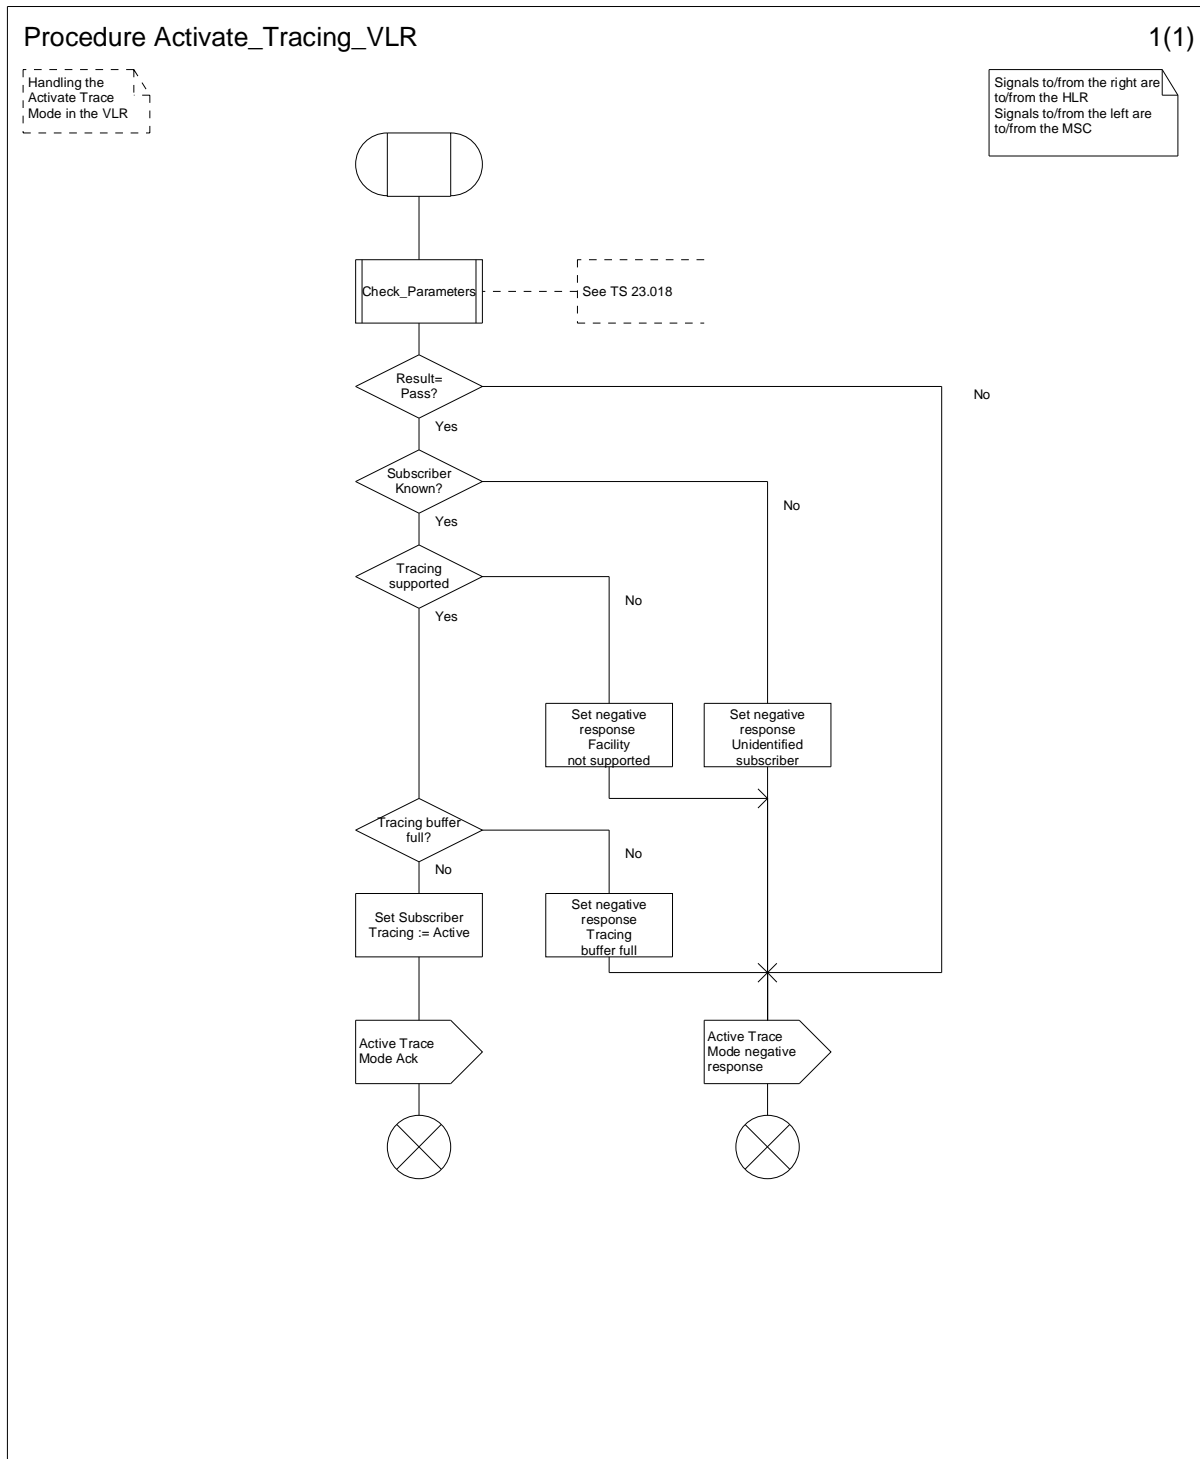 Procedure Activate_Tracing_VLR
1(1)
Handling the
Activate Trace
Mode in the VLR
Signals to/from the right are
to/from the HLR
Signals to/from the left are
to/from the MSC
Check_Parameters
See TS 23.018
Result=
Pass?
No
Yes
Subscriber
Known?
No
Yes
Tracing
supported
No
Yes
Set negative
response
Facility
not supported
Set negative
response
Unidentified
subscriber
Tracing buffer
full?
No
No
Set Subscriber
Tracing := Active
Set negative
response
Tracing
buffer full
Active Trace
Mode Ack
Active Trace
Mode negative
response